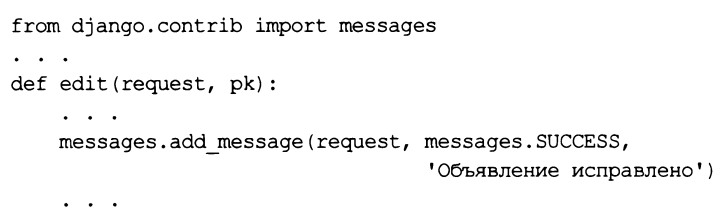 from django.contrib import messages
. . .
def edit(request, pk):
    . . .
    messages.add_message(request, messages.SUCCESS,
                                  'Объявление исправлено')
    . . .